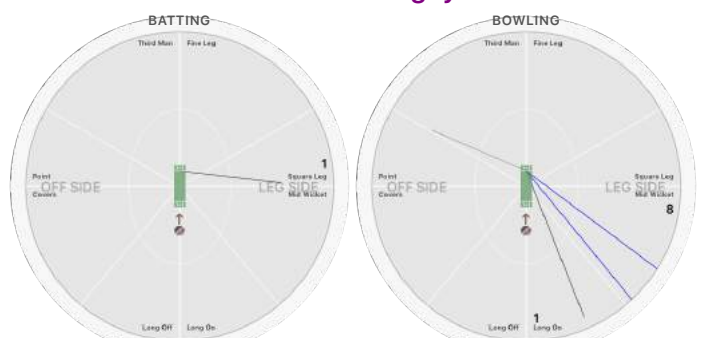 BATTING
Third Man Fine Leg
1
Point Square Leg
OFF SIDE LEG SIDE
Covers Mid Wicket
Long Off Long On
BOWLING
Third Man Fine Leg
Point Square Leg
OFF SIDE LEG SIDE
Covers Mid Wicket
8
1
Long Off Long On